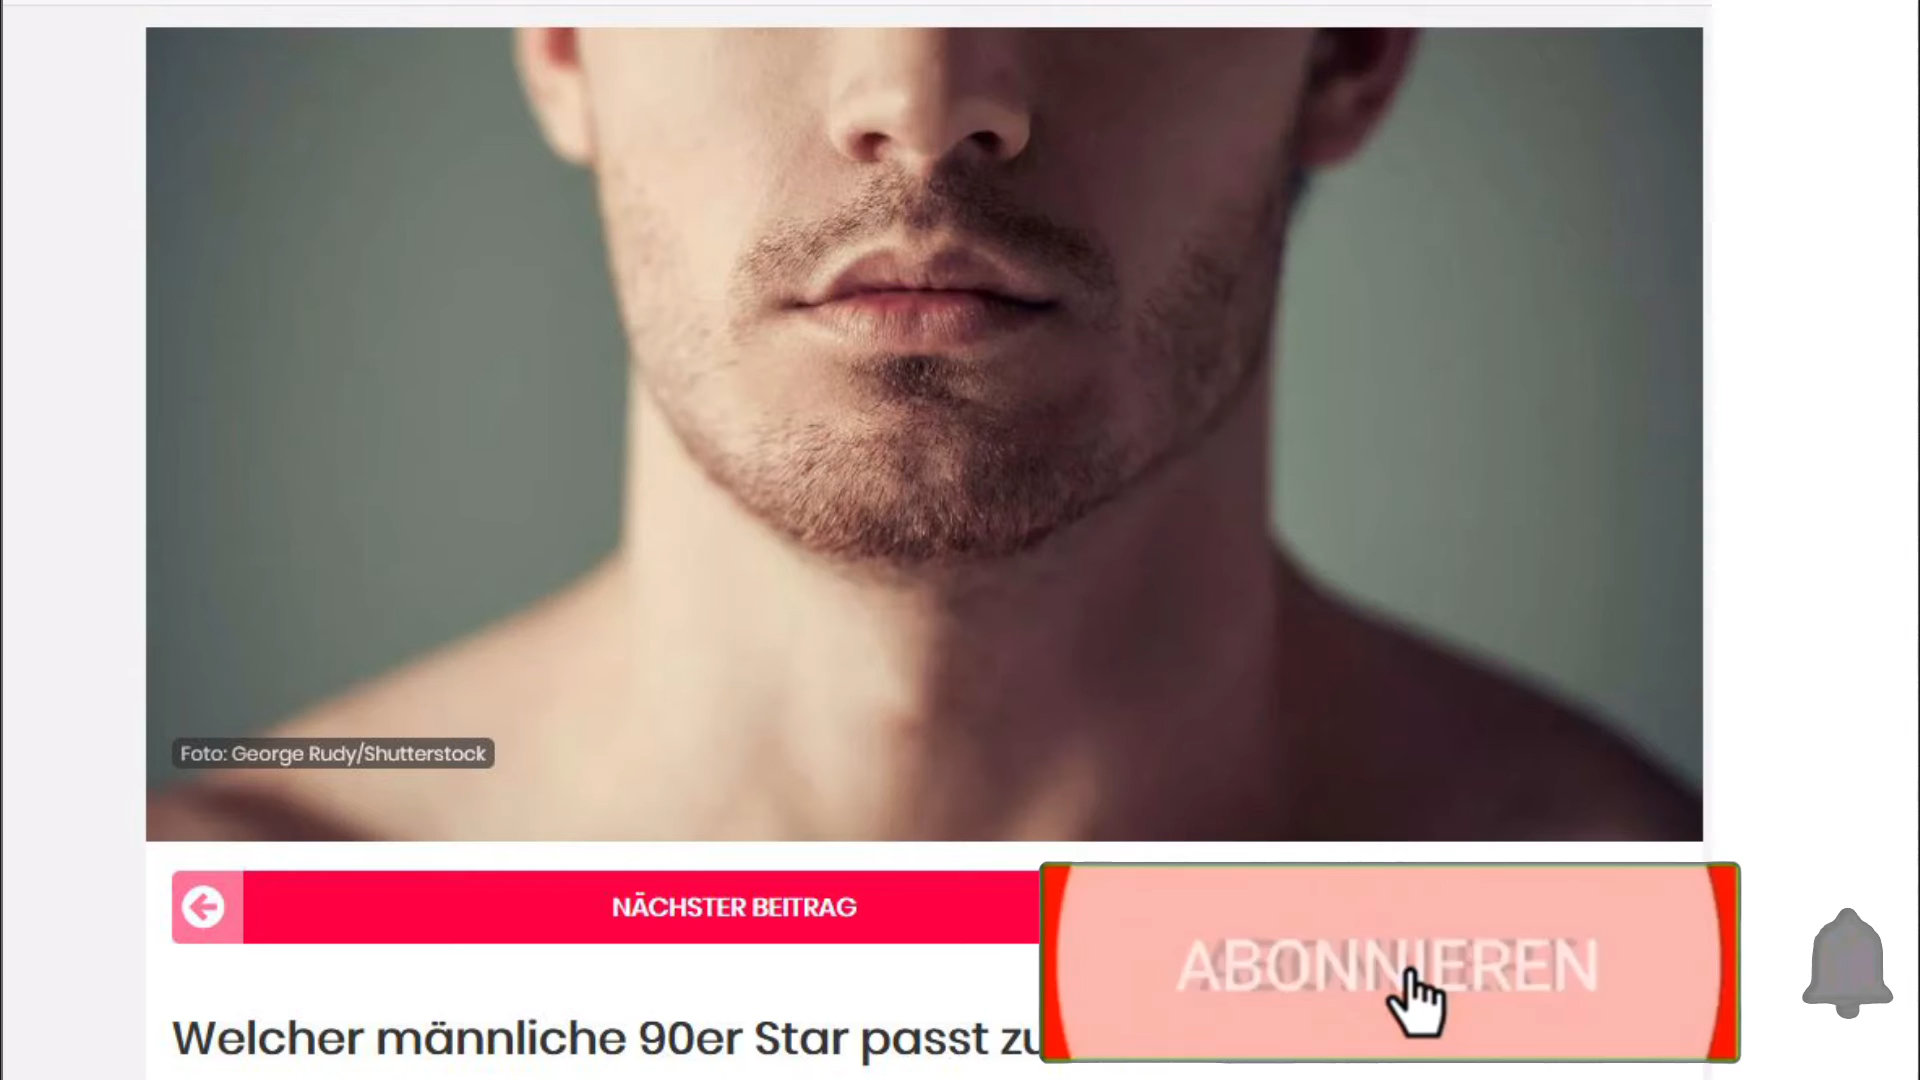 Foto: George Rudy/Shutterstock
NÄCHSTER BEITRAG
ABONNIEREN
Welcher männliche 90er Star passt zu